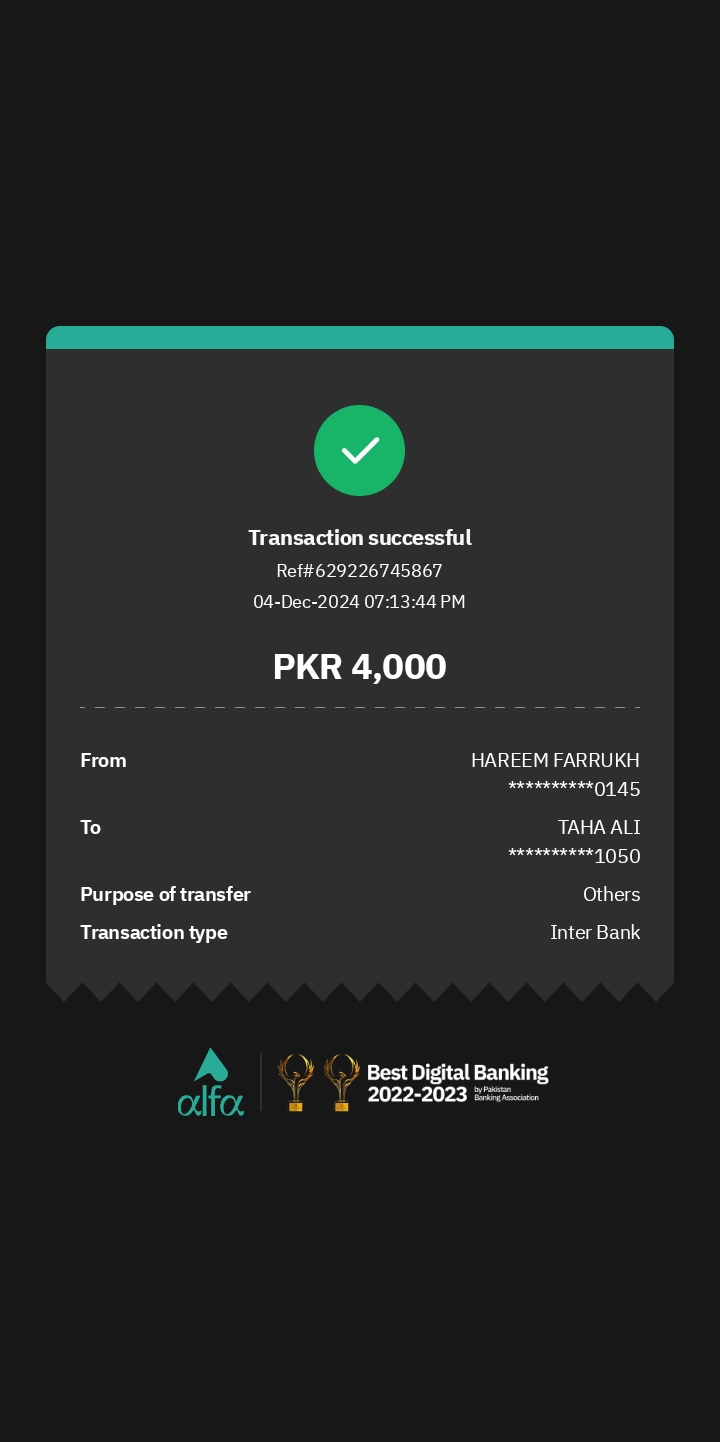 Transaction successful
Ref#629226745867
04-Dec-2024 07:13:44 PM
PKR 4,000
From HAREEM FARRUKH
**********0145
To TAHA ALI
**********1050
Purpose of transfer Others
Transaction type Inter Bank
alfa
Best Digital Banking
2022-2023 by Pakistan
Banking Association